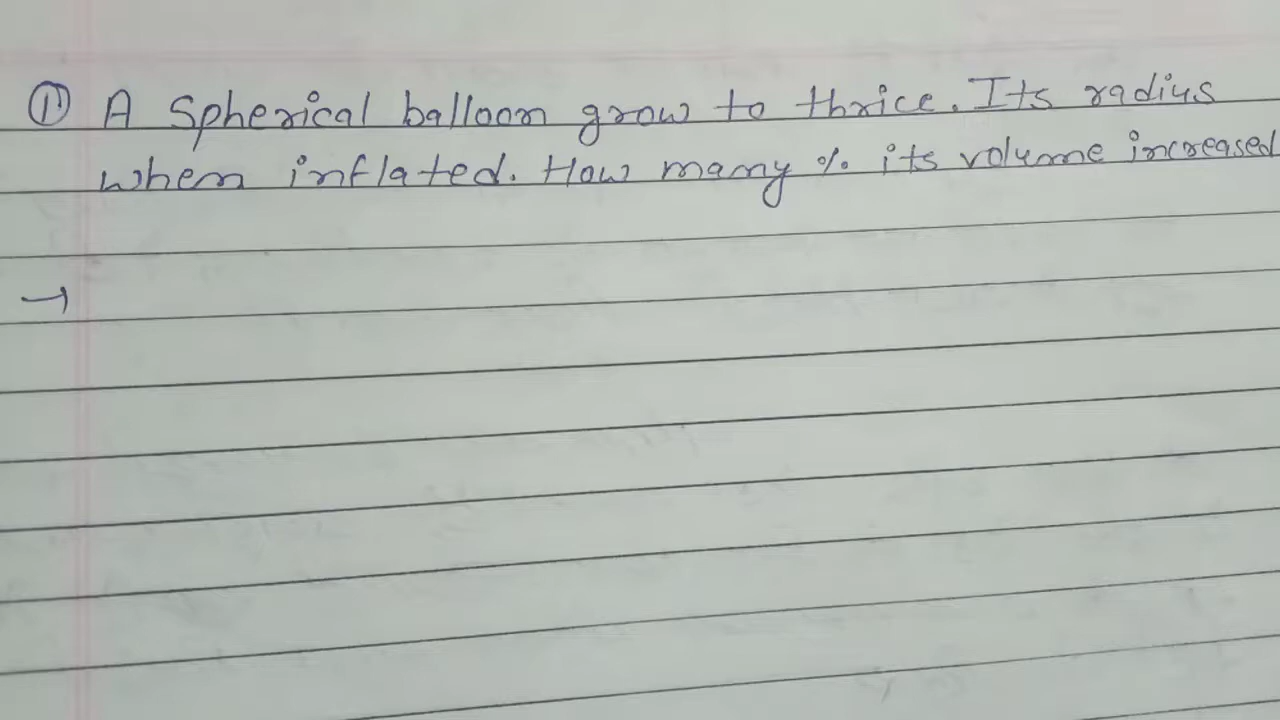 ① A Spherical balloon grow to thrice. Its radius
when inflated. How many % its volume increased
→